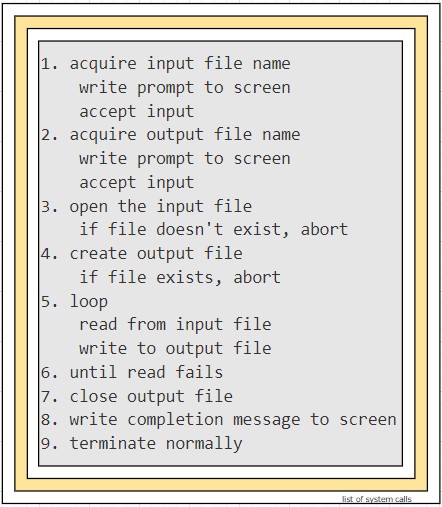 1. acquire input file name
write prompt to screen
accept input
2. acquire output file name
write prompt to screen
accept input
3. open the input file
if file doesn't exist, abort
4. create output file
if file exists, abort
5. loop
read from input file
write to output file
6. until read fails
7. close output file
8. write completion message to screen
9. terminate normally
list of system calls